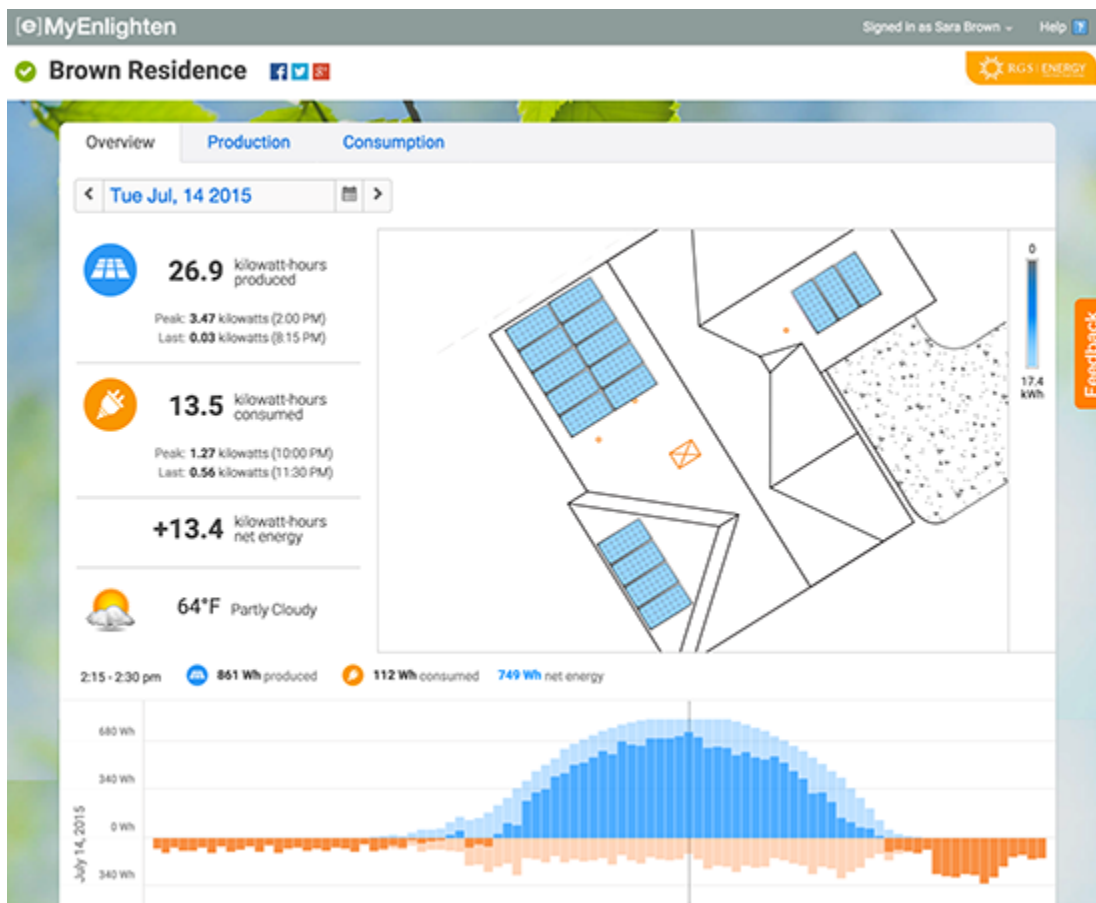 [e]MyEnlighten
Signed in as Sara Brown
Help ?
Brown Residence
RGS ENERGY
Overview
Production
Consumption
Tue Jul, 14 2015
26.9 kilowatt-hours
produced
Peak: 3.47 kilowatts (2:00 PM)
Last: 0.03 kilowatts (8:15 PM)
13.5 kilowatt-hours
consumed
Peak: 1.27 kilowatts (10:00 PM)
Last: 0.56 kilowatts (11:30 PM)
+13.4 kilowatt-hours
net energy
64°F Partly Cloudy
0
17.4
kWh
Feedback
2:15 - 2:30 pm 861 Wh produced 112 Wh consumed 749 Wh net energy
680 Wh
340 Wh
0 Wh
340 Wh
July 14, 2015